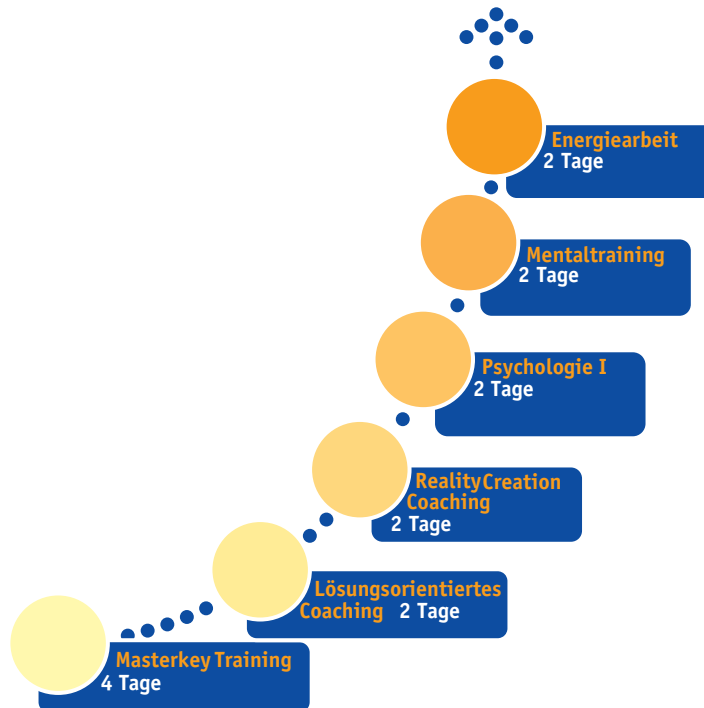 Energiearbeit
2 Tage
Mentaltraining
2 Tage
Psychologie I
2 Tage
RealityCreation
Coaching
2 Tage
Lösungsorientiertes
Coaching 2 Tage
Masterkey Training
4 Tage